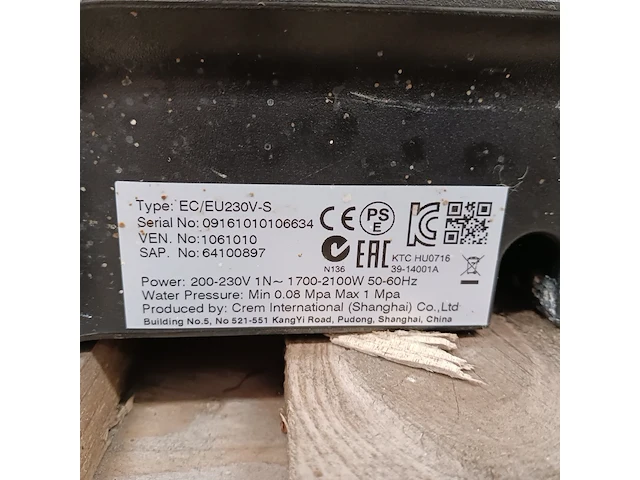 Type: EC/EU230V-S
Serial No: 09161010106634
VEN. No:1061010
SAP. No:64100897
CE PS E KC
N136 EAC KTC HU0716
39-14001A
Power: 200-230V 1N~ 1700-2100W 50-60Hz
Water Pressure: Min 0.08 Mpa Max 1 Mpa
Produced by: Crem International (Shanghai) Co.,Ltd
Building No.5, No 521-551 KangYi Road, Pudong, Shanghai, China